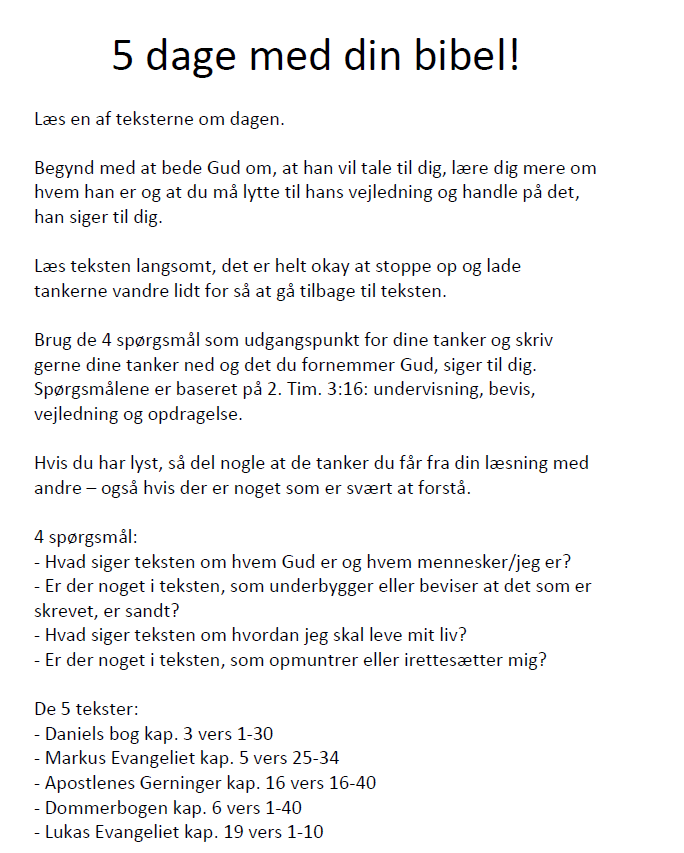 5 dage med din bibel!
Læs en af teksterne om dagen.
Begynd med at bede Gud om, at han vil tale til dig, lære dig mere om
hvem han er og at du må lytte til hans vejledning og handle på det,
han siger til dig.
Læs teksten langsomt, det er helt okay at stoppe op og lade
tankerne vandre lidt for så at gå tilbage til teksten.
Brug de 4 spørgsmål som udgangspunkt for dine tanker og skriv
gerne dine tanker ned og det du fornemmer Gud, siger til dig.
Spørgsmålene er baseret på 2. Tim. 3:16: undervisning, bevis,
vejledning og opdragelse.
Hvis du har lyst, så del nogle at de tanker du får fra din læsning med
andre – også hvis der er noget som er svært at forstå.
4 spørgsmål:
- Hvad siger teksten om hvem Gud er og hvem mennesker/jeg er?
- Er der noget i teksten, som underbygger eller beviser at det som er
skrevet, er sandt?
- Hvad siger teksten om hvordan jeg skal leve mit liv?
- Er der noget i teksten, som opmuntrer eller irettesætter mig?
De 5 tekster:
- Daniels bog kap. 3 vers 1-30
- Markus Evangeliet kap. 5 vers 25-34
- Apostlenes Gerninger kap. 16 vers 16-40
- Dommerbogen kap. 6 vers 1-40
- Lukas Evangeliet kap. 19 vers 1-10